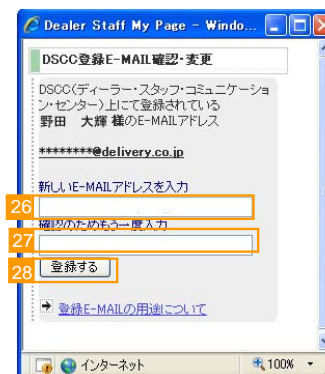 Dealer Staff My Page - Windo...
DSCC登録E-MAIL確認・変更
DSCC(ディーラー・スタッフ・コミュニケーショ
ン・センター)上にて登録されている
野田 大輝 様のE-MAILアドレス
********@delivery.co.jp
新しいE-MAILアドレスを入力
26
確認のためもう一度入力
27
28 登録する
登録E-MAILの用途について
インターネット 100%